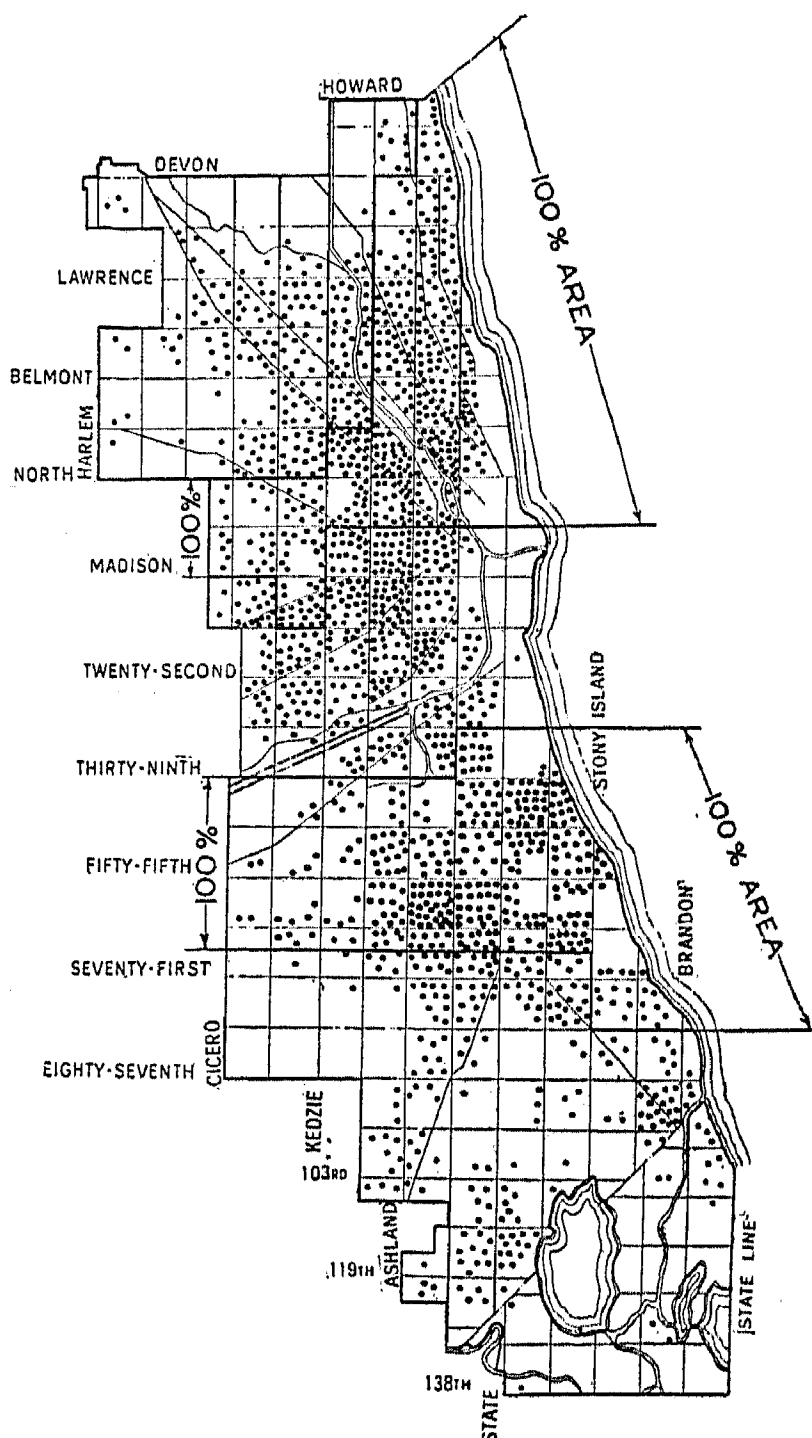 HOWARD
DEVON
100 % AREA
LAWRENCE
BELMONT
HARLEM
NORTH
100%
MADISON
TWENTY-SECOND
STONY ISLAND
THIRTY-NINTH
100%
100% AREA
FIFTY-FIFTH
BRANDON
SEVENTY-FIRST
CICERO
EIGHTY-SEVENTH
KEDZIE
103RD
ASHLAND
119TH
STATE LINE
138TH
STATE